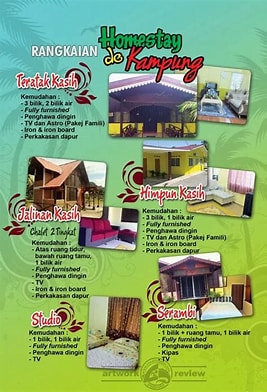 RANGKAIAN
Homestay
de Kampung
Teratak Kasih
Kemudahan :
- 3 bilik, 2 bilik air
- Fully furnished
- Penghawa dingin
- TV dan Astro (Pakej Famili)
- Iron & iron board
- Perkakasan dapur
Himpun Kasih
Kemudahan :
- 3 bilik, 1 bilik air
- Fully furnished
- Penghawa dingin
- TV dan Astro (Pakej Famili)
- Iron & iron board
- Perkakasan dapur
Jalinan Kasih
Chalet 2 Tingkat
Kemudahan :
- Atas ruang tidur,
bawah ruang tamu,
1 bilik air
- Fully furnished
- Penghawa dingin
- TV
- Iron & iron board
- Perkakasan dapur
Studio
Kemudahan :
- 1 bilik, 1 bilik air
- Fully furnished
- Penghawa dingin
- TV
Serambi
Kemudahan :
- 1 bilik + ruang tamu, 1 bilik air
- Fully furnished
- Penghawa dingin
- Kipas
- TV
artwork review